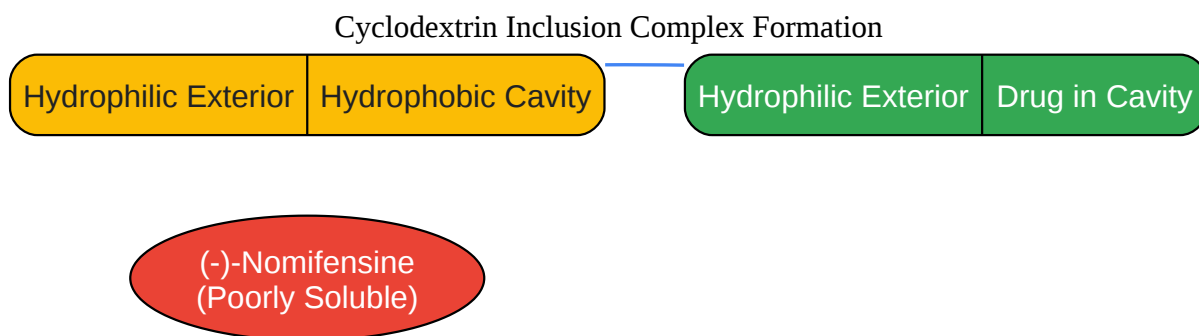 Cyclodextrin Inclusion Complex Formation
Hydrophilic Exterior
Hydrophobic Cavity
Hydrophilic Exterior
Drug in Cavity
(-)-Nomifensine
(Poorly Soluble)